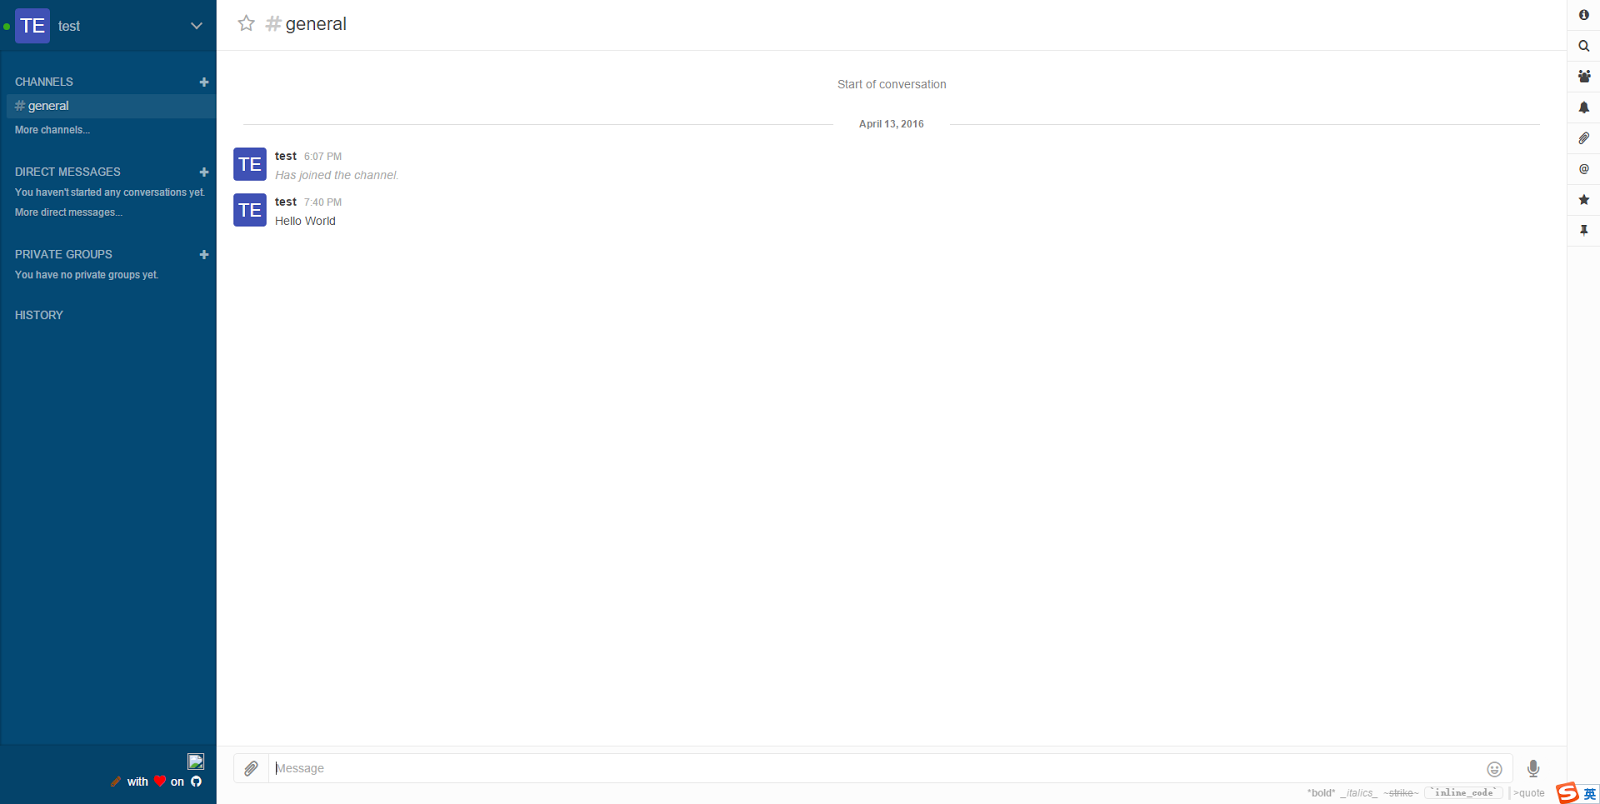 TE test
CHANNELS +
# general
More channels...
DIRECT MESSAGES +
You haven't started any conversations yet.
More direct messages...
PRIVATE GROUPS +
You have no private groups yet.
HISTORY
with ❤ on
# general
Start of conversation
April 13, 2016
TE test 6:07 PM
Has joined the channel.
TE test 7:40 PM
Hello World
Message
*bold* _italics_ ~strike~ `inline_code` >quote
@
S 英